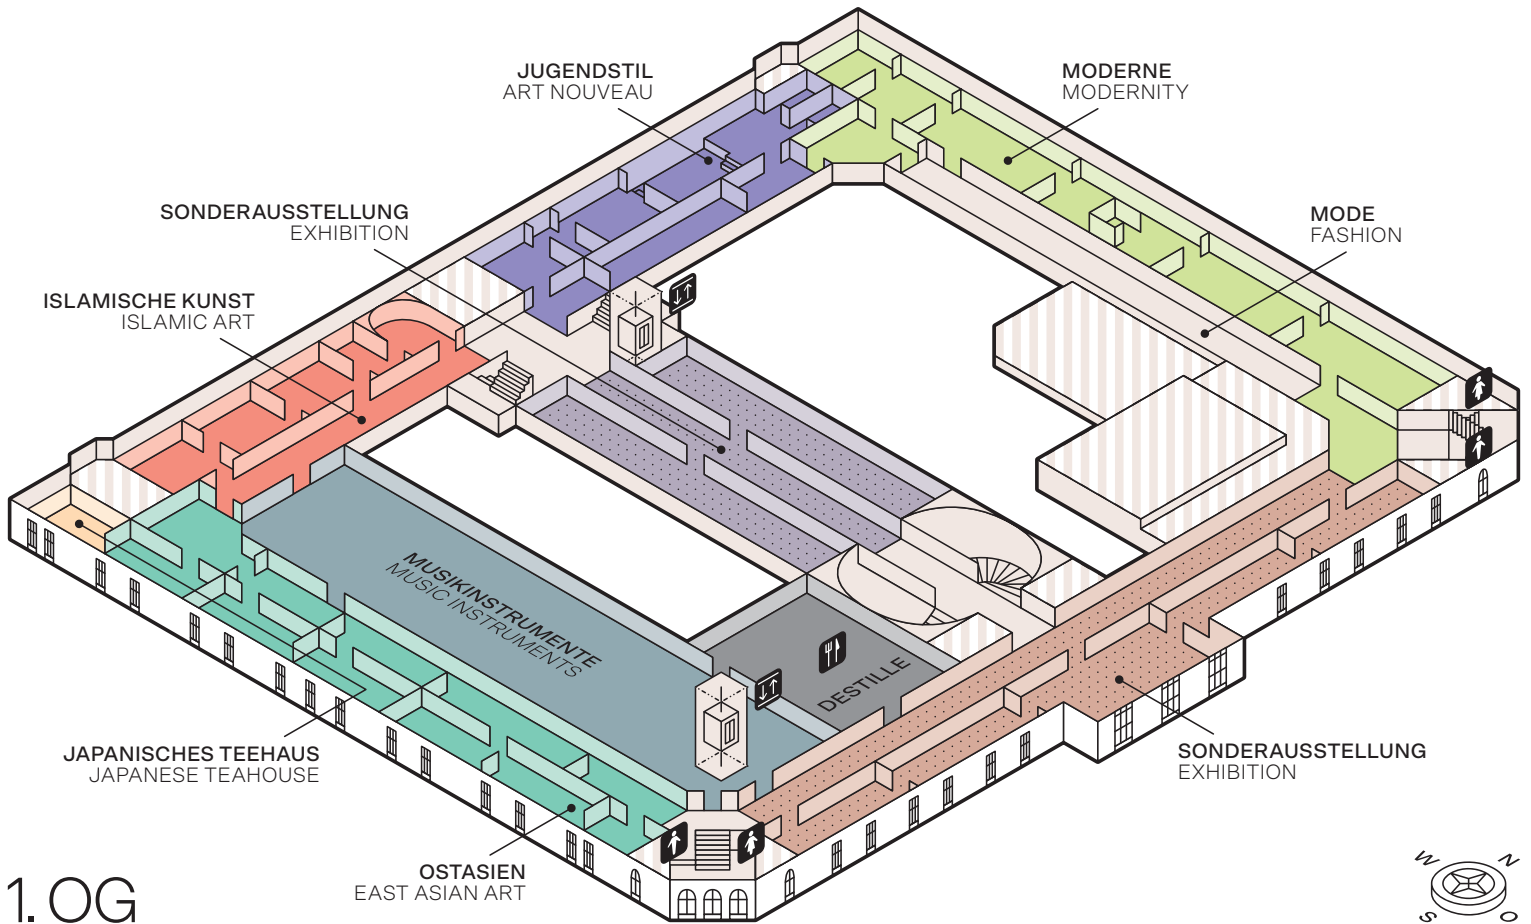 JUGENDSTIL
ART NOUVEAU
MODERNE
MODERNITY
SONDERAUSSTELLUNG
EXHIBITION
MODE
FASHION
ISLAMISCHE KUNST
ISLAMIC ART
MUSIKINSTRUMENTE
MUSIC INSTRUMENTS
DESTILLE
JAPANISCHES TEEHAUS
JAPANESE TEAHOUSE
SONDERAUSSTELLUNG
EXHIBITION
OSTASIEN
EAST ASIAN ART
1. OG
W N
S O